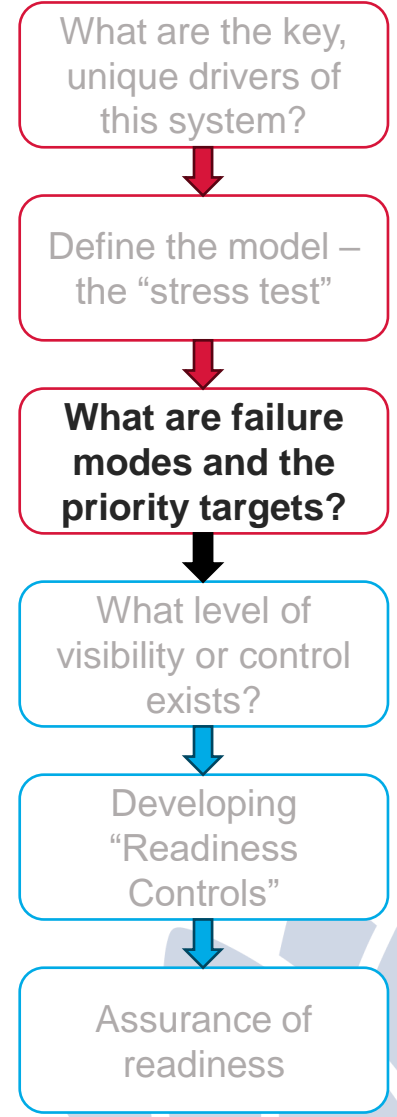 What are the key,
unique drivers of
this system?
Define the model –
the “stress test”
What are failure
modes and the
priority targets?
What level of
visibility or control
exists?
Developing
“Readiness
Controls”
Assurance of
readiness